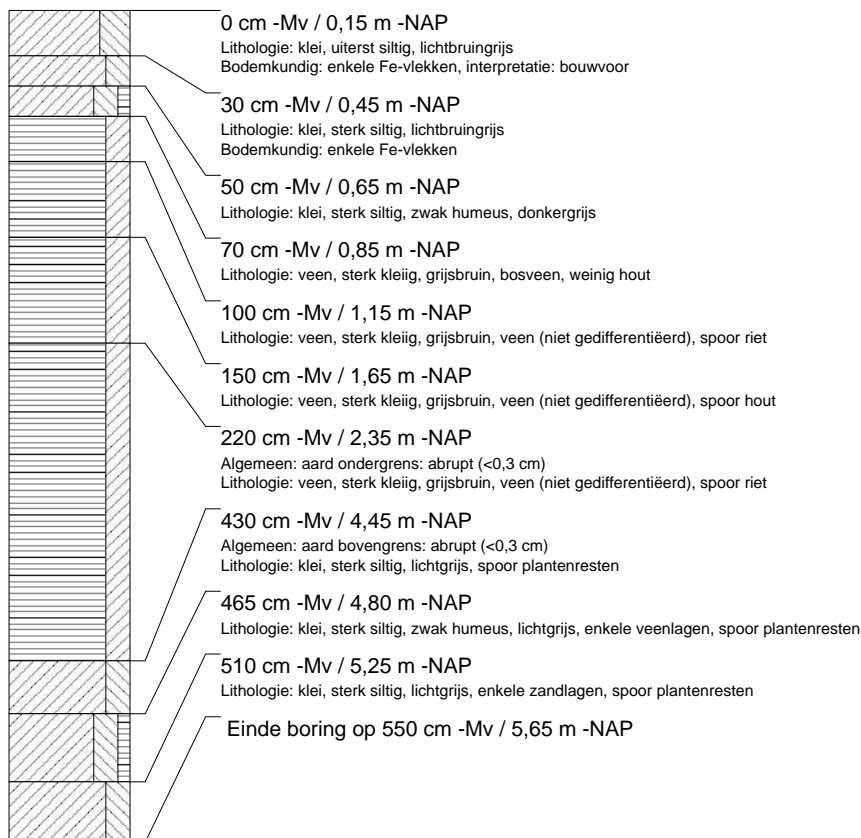 0 cm -Mv / 0,15 m -NAP
Lithologie: klei, uiterst siltig, lichtbruingrijs
Bodemkundig: enkele Fe-vlekken, interpretatie: bouwvoor
30 cm -Mv / 0,45 m -NAP
Lithologie: klei, sterk siltig, lichtbruingrijs
Bodemkundig: enkele Fe-vlekken
50 cm -Mv / 0,65 m -NAP
Lithologie: klei, sterk siltig, zwak humeus, donkergrijs
70 cm -Mv / 0,85 m -NAP
Lithologie: veen, sterk kleiig, grijsbruin, bosveen, weinig hout
100 cm -Mv / 1,15 m -NAP
Lithologie: veen, sterk kleiig, grijsbruin, veen (niet gedifferentiëerd), spoor riet
150 cm -Mv / 1,65 m -NAP
Lithologie: veen, sterk kleiig, grijsbruin, veen (niet gedifferentiëerd), spoor hout
220 cm -Mv / 2,35 m -NAP
Algemeen: aard ondergrens: abrupt (<0,3 cm)
Lithologie: veen, sterk kleiig, grijsbruin, veen (niet gedifferentiëerd), spoor riet
430 cm -Mv / 4,45 m -NAP
Algemeen: aard bovengrens: abrupt (<0,3 cm)
Lithologie: klei, sterk siltig, lichtgrijs, spoor plantenresten
465 cm -Mv / 4,80 m -NAP
Lithologie: klei, sterk siltig, zwak humeus, lichtgrijs, enkele veenlagen, spoor plantenresten
510 cm -Mv / 5,25 m -NAP
Lithologie: klei, sterk siltig, lichtgrijs, enkele zandlagen, spoor plantenresten
Einde boring op 550 cm -Mv / 5,65 m -NAP